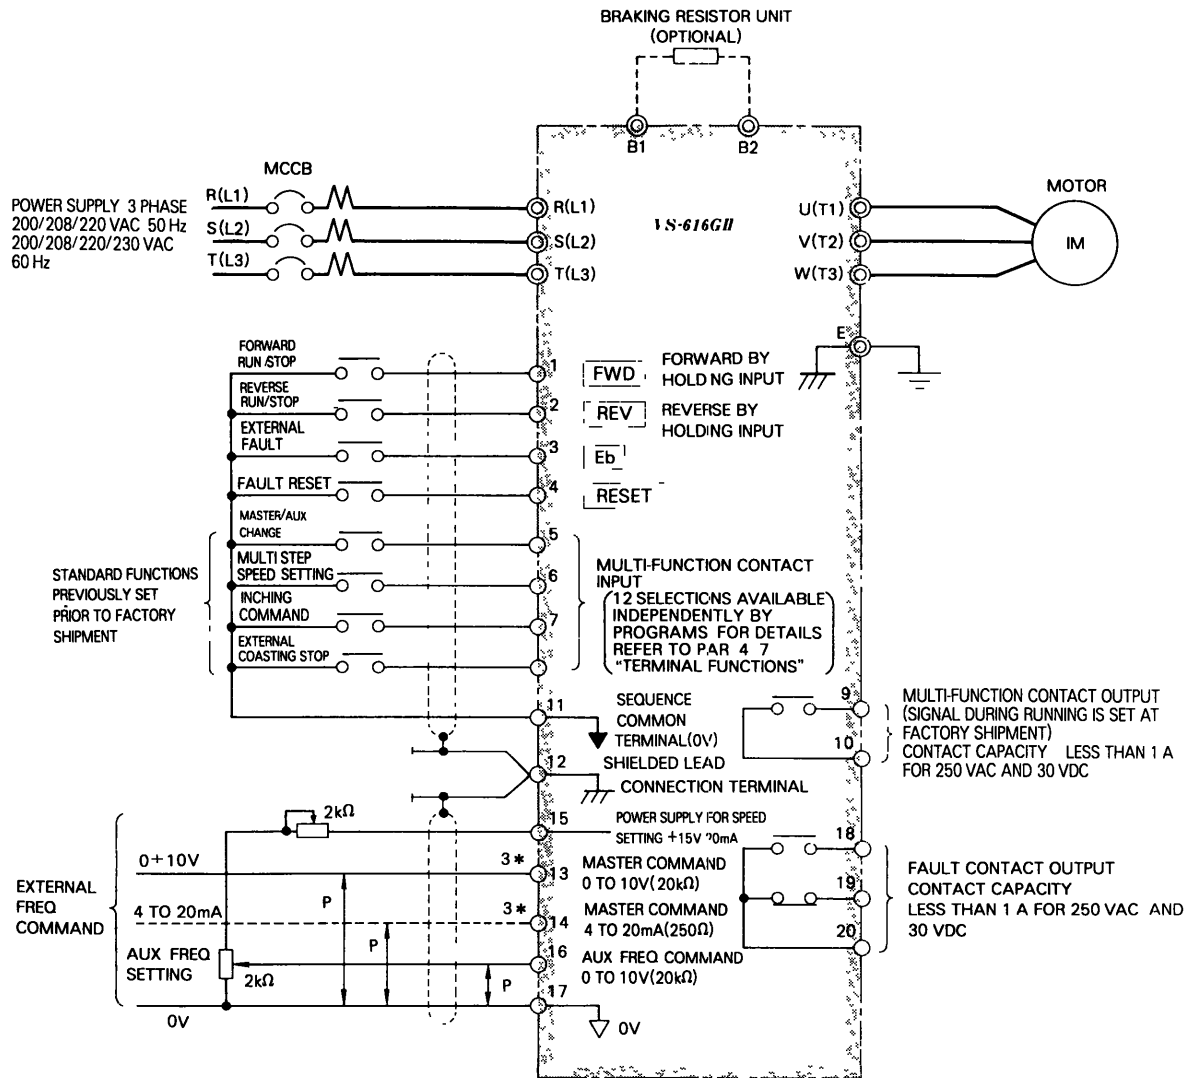 BRAKING RESISTOR UNIT
(OPTIONAL)
B1
B2
MCCB
POWER SUPPLY 3 PHASE
200/208/220 VAC 50 Hz
200/208/220/230 VAC
60 Hz
R(L1)
S(L2)
T(L3)
R(L1)
S(L2)
T(L3)
VS-616GII
U(T1)
V(T2)
W(T3)
MOTOR
IM
E
FORWARD
RUN/STOP
1
FWD
FORWARD BY
HOLDING INPUT
REVERSE
RUN/STOP
2
REV
REVERSE BY
HOLDING INPUT
EXTERNAL
FAULT
3
Eb
FAULT RESET
4
RESET
STANDARD FUNCTIONS
PREVIOUSLY SET
PRIOR TO FACTORY
SHIPMENT
MASTER/AUX
CHANGE
5
MULTI STEP
SPEED SETTING
6
INCHING
COMMAND
7
EXTERNAL
COASTING STOP
MULTI-FUNCTION CONTACT
INPUT
(12 SELECTIONS AVAILABLE
INDEPENDENTLY BY
PROGRAMS FOR DETAILS
REFER TO PAR 4 7
"TERMINAL FUNCTIONS")
11
SEQUENCE
COMMON
TERMINAL(0V)
12
SHIELDED LEAD
CONNECTION TERMINAL
9
10
MULTI-FUNCTION CONTACT OUTPUT
(SIGNAL DURING RUNNING IS SET AT
FACTORY SHIPMENT)
CONTACT CAPACITY LESS THAN 1 A
FOR 250 VAC AND 30 VDC
EXTERNAL
FREQ
COMMAND
2kΩ
15
POWER SUPPLY FOR SPEED
SETTING +15V 20mA
0+10V
3*
13
MASTER COMMAND
0 TO 10V(20kΩ)
4 TO 20mA
3*
14
MASTER COMMAND
4 TO 20mA(250Ω)
AUX FREQ
SETTING
2kΩ
16
AUX FREQ COMMAND
0 TO 10V(20kΩ)
P
P
P
0V
17
0V
18
19
20
FAULT CONTACT OUTPUT
CONTACT CAPACITY
LESS THAN 1 A FOR 250 VAC AND
30 VDC